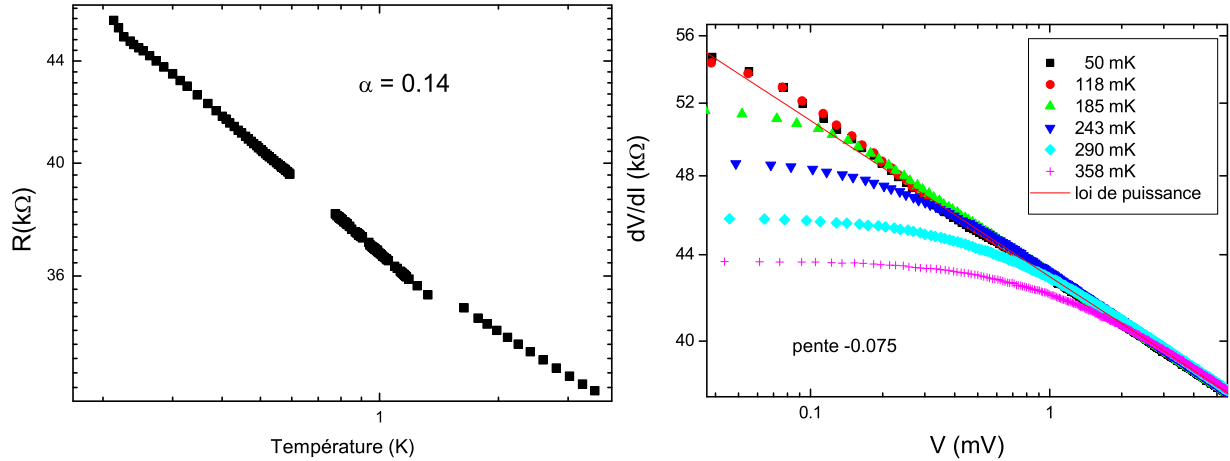 44
40
36
R(kΩ)
α = 0.14
1
Température (K)
56
52
48
44
40
dV/dI (kΩ)
50 mK
118 mK
185 mK
243 mK
290 mK
358 mK
loi de puissance
pente -0.075
0.1
1
V (mV)